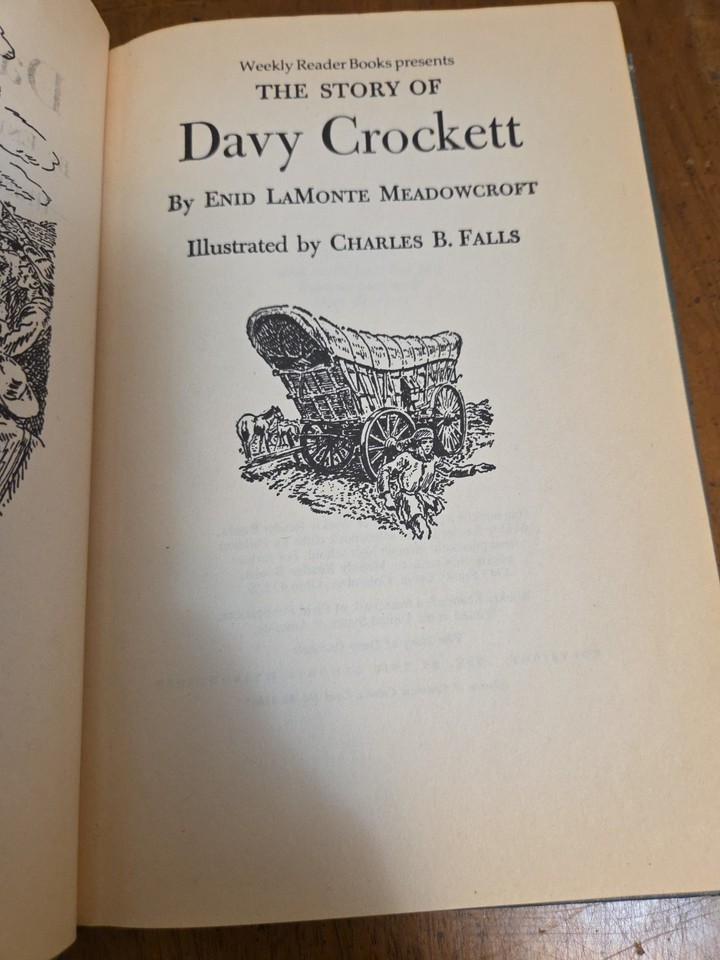 Weekly Reader Books presents
THE STORY OF
Davy Crockett
By ENID LAMONTE MEADOWCROFT
Illustrated by CHARLES B. FALLS